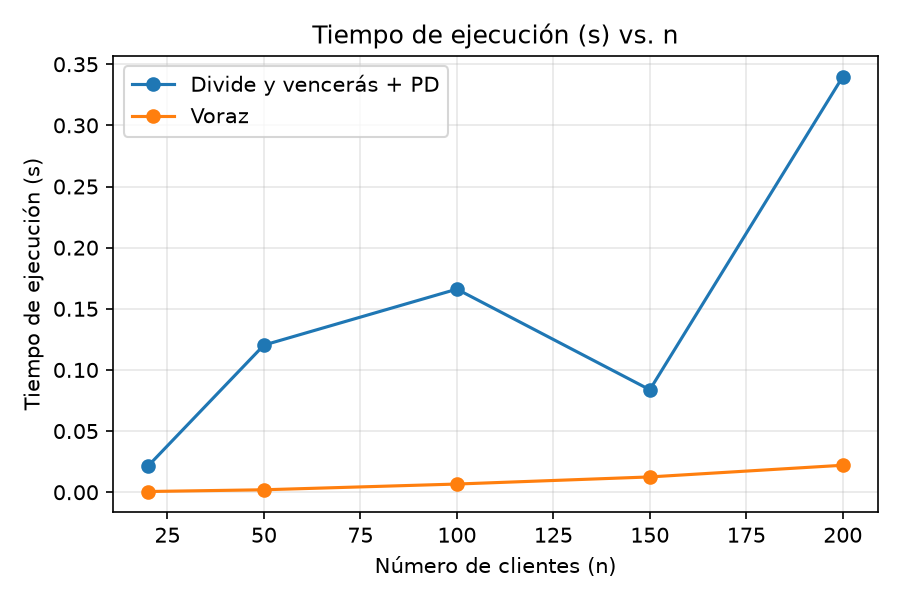 Tiempo de ejecución (s) vs. n
Divide y vencerás + PD
Voraz
Tiempo de ejecución (s)
0.35
0.30
0.25
0.20
0.15
0.10
0.05
0.00
25 50 75 100 125 150 175 200
Número de clientes (n)